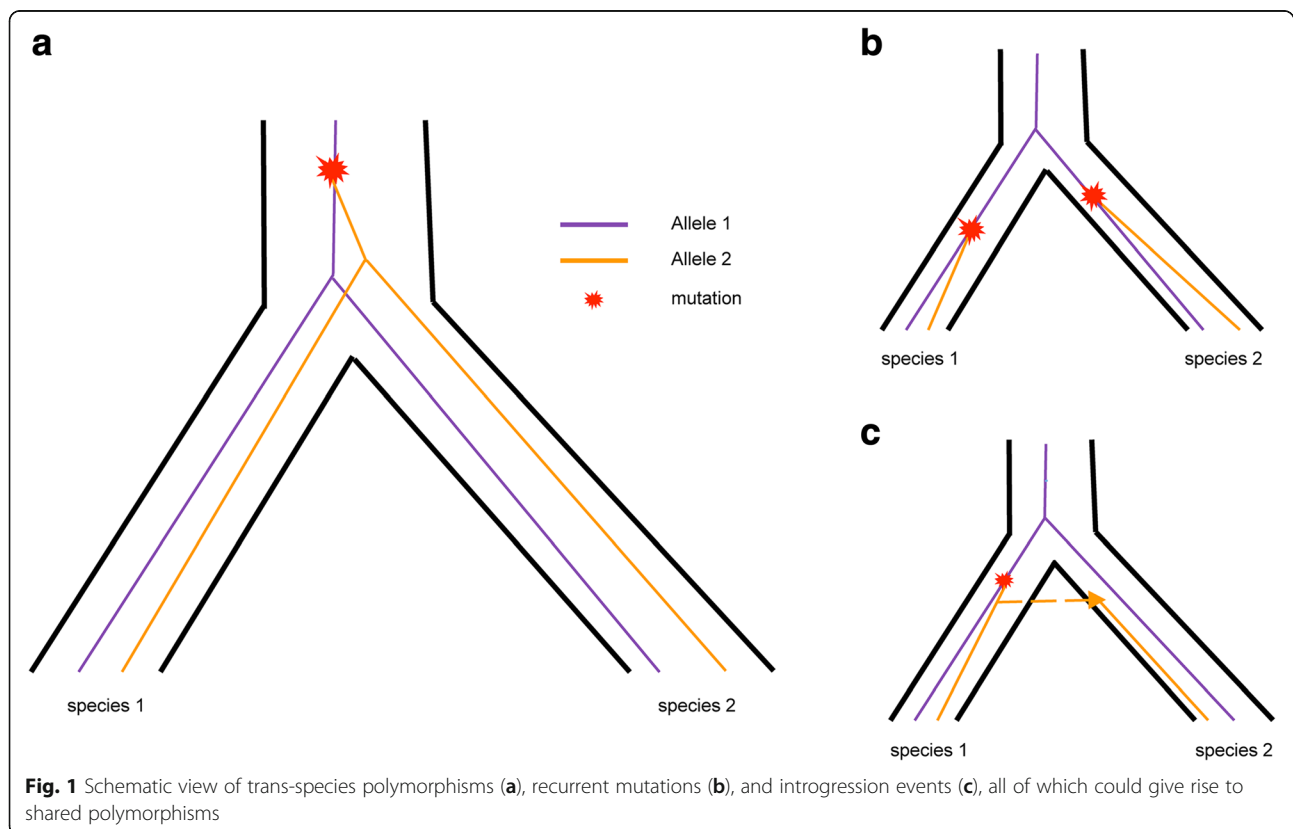 a
Allele 1
Allele 2
mutation
species 1
species 2
b
species 1
species 2
c
species 1
species 2
Fig. 1 Schematic view of trans-species polymorphisms (a), recurrent mutations (b), and introgression events (c), all of which could give rise to
shared polymorphisms